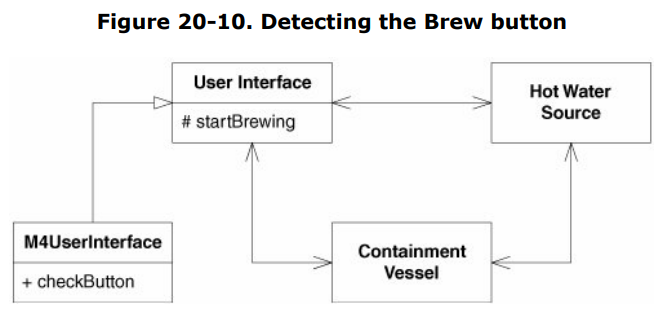 Figure 20-10. Detecting the Brew button
User Interface
# startBrewing
Hot Water
Source
M4UserInterface
+ checkButton
Containment
Vessel